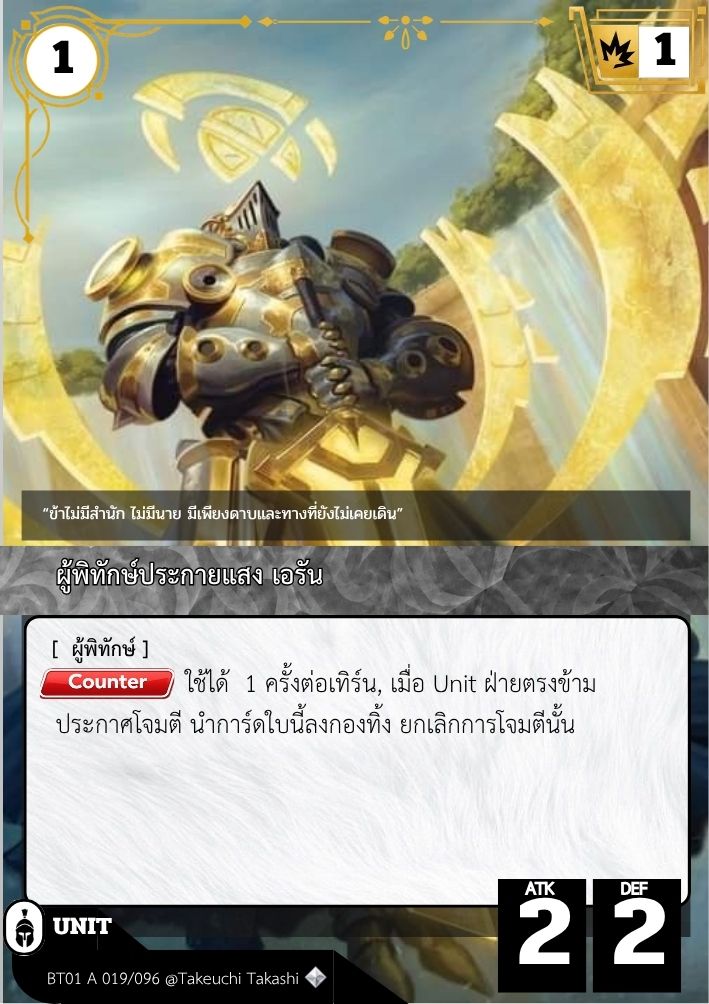 1
1
“ข้าไม่มีสำนัก ไม่มีนาย มีเพียงดาบและทางที่ยังไม่เคยเดิน”
ผู้พิทักษ์ประกายแสง เอรัน
[ ผู้พิทักษ์ ]
Counter ใช้ได้ 1 ครั้งต่อเทิร์น, เมื่อ Unit ฝ่ายตรงข้าม
ประกาศโจมตี นำการ์ดใบนี้ลงกองทิ้ง ยกเลิกการโจมตีนั้น
ATK DEF
2 2
UNIT
BT01 A 019/096 @Takeuchi Takashi